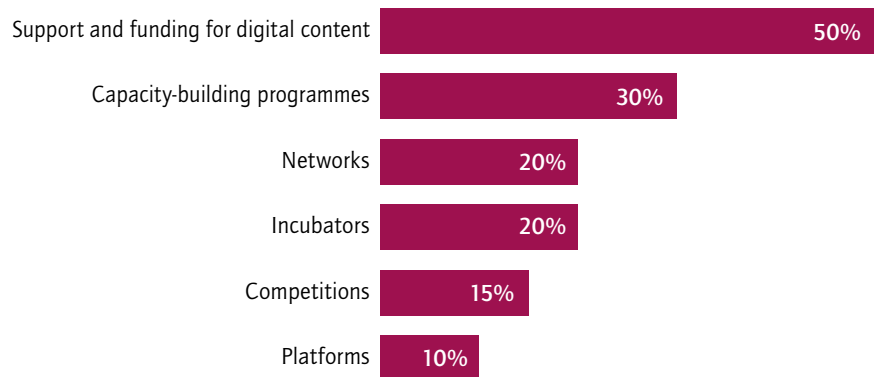 Support and funding for digital content 50%
Capacity-building programmes 30%
Networks 20%
Incubators 20%
Competitions 15%
Platforms 10%